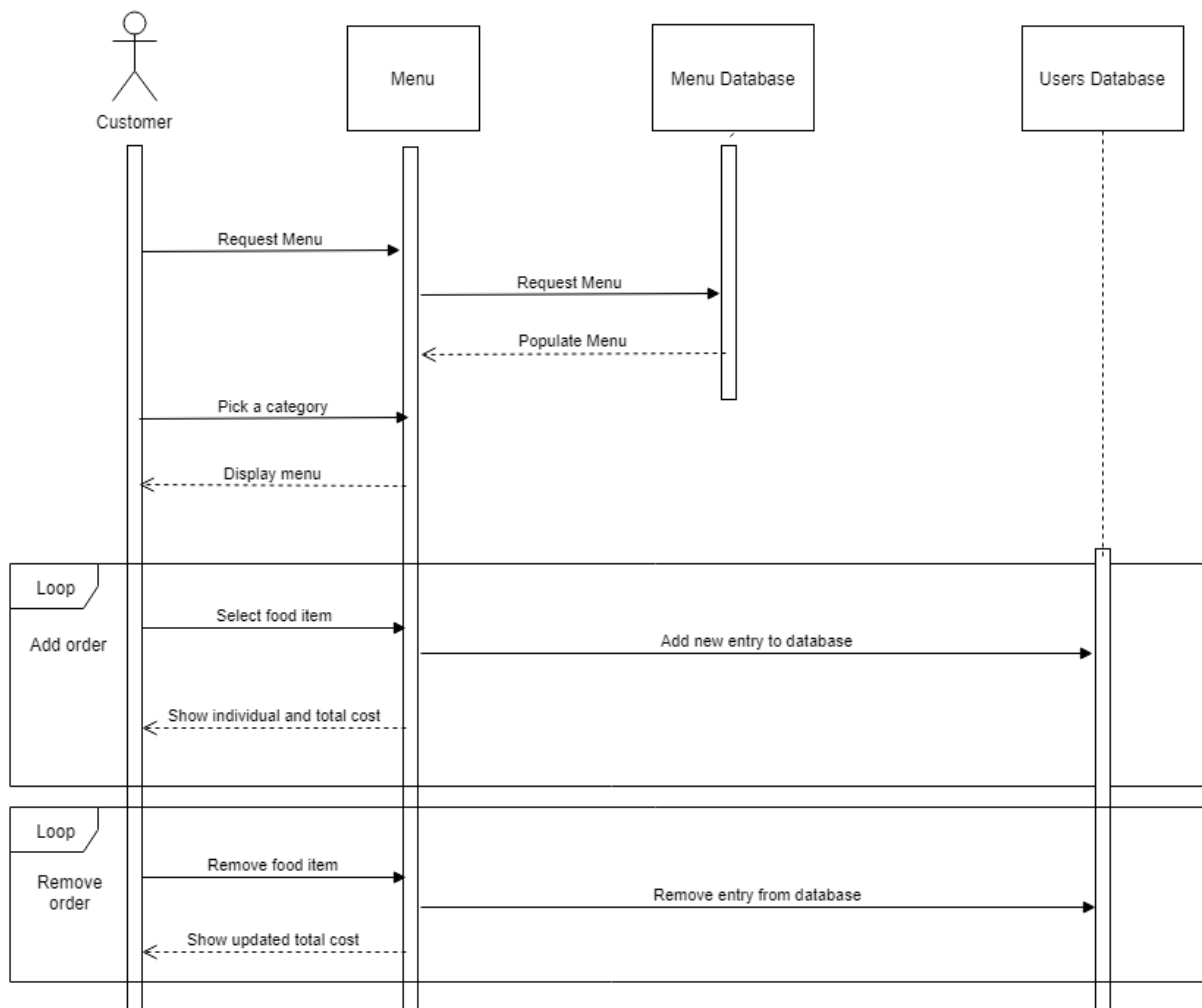 Customer
Menu
Menu Database
Users Database
Request Menu
Request Menu
Populate Menu
Pick a category
Display menu
Loop
Add order
Select food item
Add new entry to database
Show individual and total cost
Loop
Remove
order
Remove food item
Remove entry from database
Show updated total cost